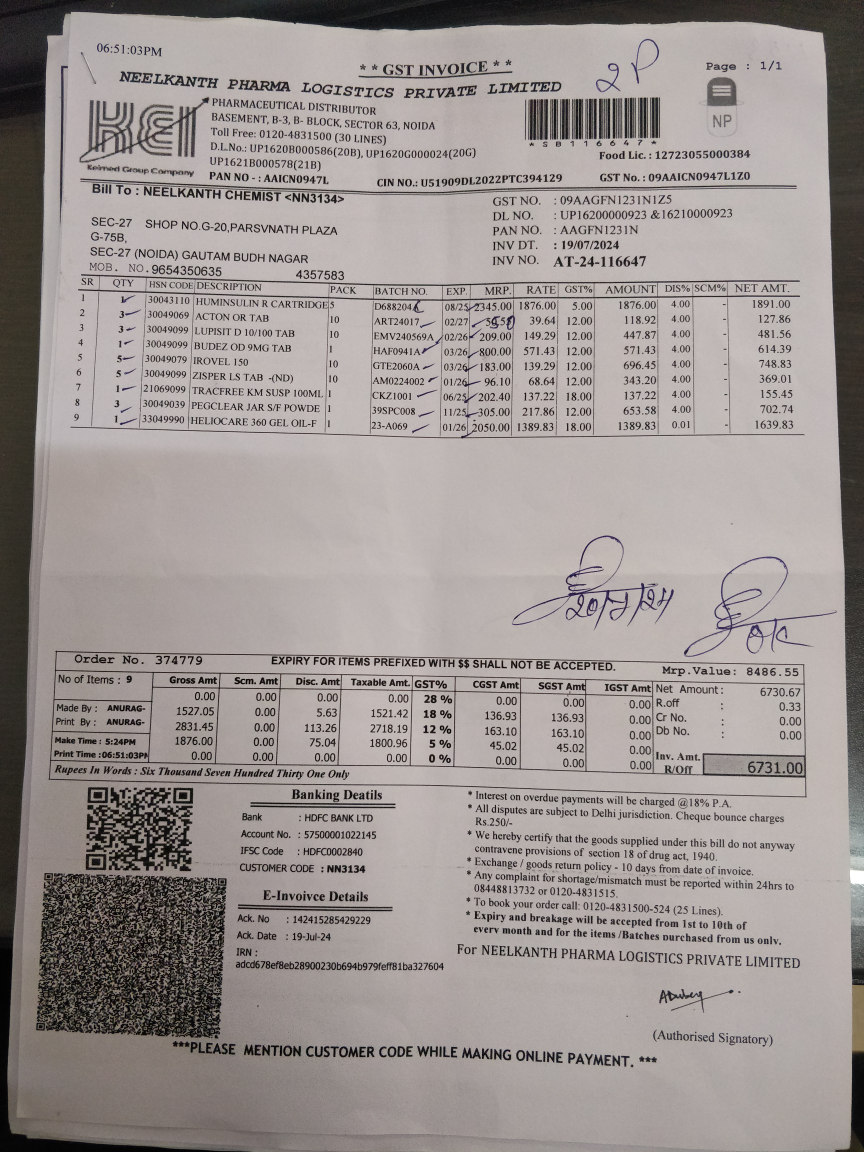 06:51:03PM
* * GST INVOICE * *
2P
Page : 1/1
NEELKANTH PHARMA LOGISTICS PRIVATE LIMITED
KEI
Keimed Group Company
PHARMACEUTICAL DISTRIBUTOR
BASEMENT, B-3, B- BLOCK, SECTOR 63, NOIDA
Toll Free: 0120-4831500 (30 LINES)
D.L.No.: UP1620B000586(20B), UP1620G000024(20G)
UP1621B000578(21B)
PAN NO - : AAICN0947L
CIN NO.: U51909DL2022PTC394129
* S B 1 1 6 6 4 7 *
NP
Food Lic. : 12723055000384
GST No. : 09AAICN0947L1Z0
Bill To : NEELKANTH CHEMIST <NN3134>
SEC-27 SHOP NO.G-20,PARSVNATH PLAZA
G-75B,
SEC-27 (NOIDA) GAUTAM BUDH NAGAR
MOB. NO.9654350635 4357583
GST NO. : 09AAGFN1231N1Z5
DL NO. : UP16200000923 &16210000923
PAN NO. : AAGFN1231N
INV DT. : 19/07/2024
INV NO. AT-24-116647
SR QTY HSN CODE DESCRIPTION PACK BATCH NO. EXP. MRP. RATE GST% AMOUNT DIS% SCM% NET AMT.
1 30043110 HUMINSULIN R CARTRIDGE 5 D688204 08/25 2345.00 1876.00 5.00 1876.00 4.00 - 1891.00
2 3 30049069 ACTON OR TAB 10 ART24017 02/27 39.64 12.00 118.92 4.00 - 127.86
3 3 30049099 LUPISIT D 10/100 TAB 10 EMV240569A 02/26 209.00 149.29 12.00 447.87 4.00 - 481.56
4 1 30049099 BUDEZ OD 9MG TAB 1 HAF0941A 03/26 800.00 571.43 12.00 571.43 4.00 - 614.39
5 5 30049079 IROVEL 150 10 GTE2060A 03/26 183.00 139.29 12.00 696.45 4.00 - 748.83
6 5 30049099 ZISPER LS TAB -(ND) 10 AM0224002 01/26 96.10 68.64 12.00 343.20 4.00 - 369.01
7 1 21069099 TRACFREE KM SUSP 100ML 1 CKZ1001 06/25 202.40 137.22 18.00 137.22 4.00 - 155.45
8 3 30049039 PEGCLEAR JAR S/F POWDE 1 39SPC008 11/25 305.00 217.86 12.00 653.58 4.00 - 702.74
9 1 33049990 HELIOCARE 360 GEL OIL-F 1 23-A069 01/26 2050.00 1389.83 18.00 1389.83 0.01 - 1639.83
20/7/24
OK
Order No. 374779 EXPIRY FOR ITEMS PREFIXED WITH $$ SHALL NOT BE ACCEPTED. Mrp.Value: 8486.55
No of Items : 9
Made By : ANURAG-
Print By : ANURAG-
Make Time : 5:24PM
Print Time :06:51:03PM
Gross Amt Scm. Amt Disc. Amt Taxable Amt. GST% CGST Amt SGST Amt IGST Amt
0.00 0.00 0.00 0.00 28 % 0.00 0.00 0.00
1527.05 0.00 5.63 1521.42 18 % 136.93 136.93 0.00
2831.45 0.00 113.26 2718.19 12 % 163.10 163.10 0.00
1876.00 0.00 75.04 1800.96 5 % 45.02 45.02 0.00
0.00 0.00 0.00 0.00 0 % 0.00 0.00 0.00
Net Amount : 6730.67
R.off : 0.33
Cr No. : 0.00
Db No. : 0.00
Inv. Amt.
R/Off 6731.00
Rupees In Words : Six Thousand Seven Hundred Thirty One Only
Banking Deatils
Bank : HDFC BANK LTD
Account No. : 57500001022145
IFSC Code : HDFC0002840
CUSTOMER CODE : NN3134
E-Invoivce Details
Ack. No : 142415285429229
Ack. Date : 19-Jul-24
IRN :
adcd678ef8eb28900230b694b979feff81ba327604
* Interest on overdue payments will be charged @18% P.A.
* All disputes are subject to Delhi jurisdiction. Cheque bounce charges
Rs.250/-
* We hereby certify that the goods supplied under this bill do not anyway
contravene provisions of section 18 of drug act, 1940.
* Exchange / goods return policy - 10 days from date of invoice.
* Any complaint for shortage/mismatch must be reported within 24hrs to
08448813732 or 0120-4831515.
* To book your order call: 0120-4831500-524 (25 Lines).
* Expiry and breakage will be accepted from 1st to 10th of
every month and for the items /Batches purchased from us only.
For NEELKANTH PHARMA LOGISTICS PRIVATE LIMITED
(Authorised Signatory)
***PLEASE MENTION CUSTOMER CODE WHILE MAKING ONLINE PAYMENT. ***